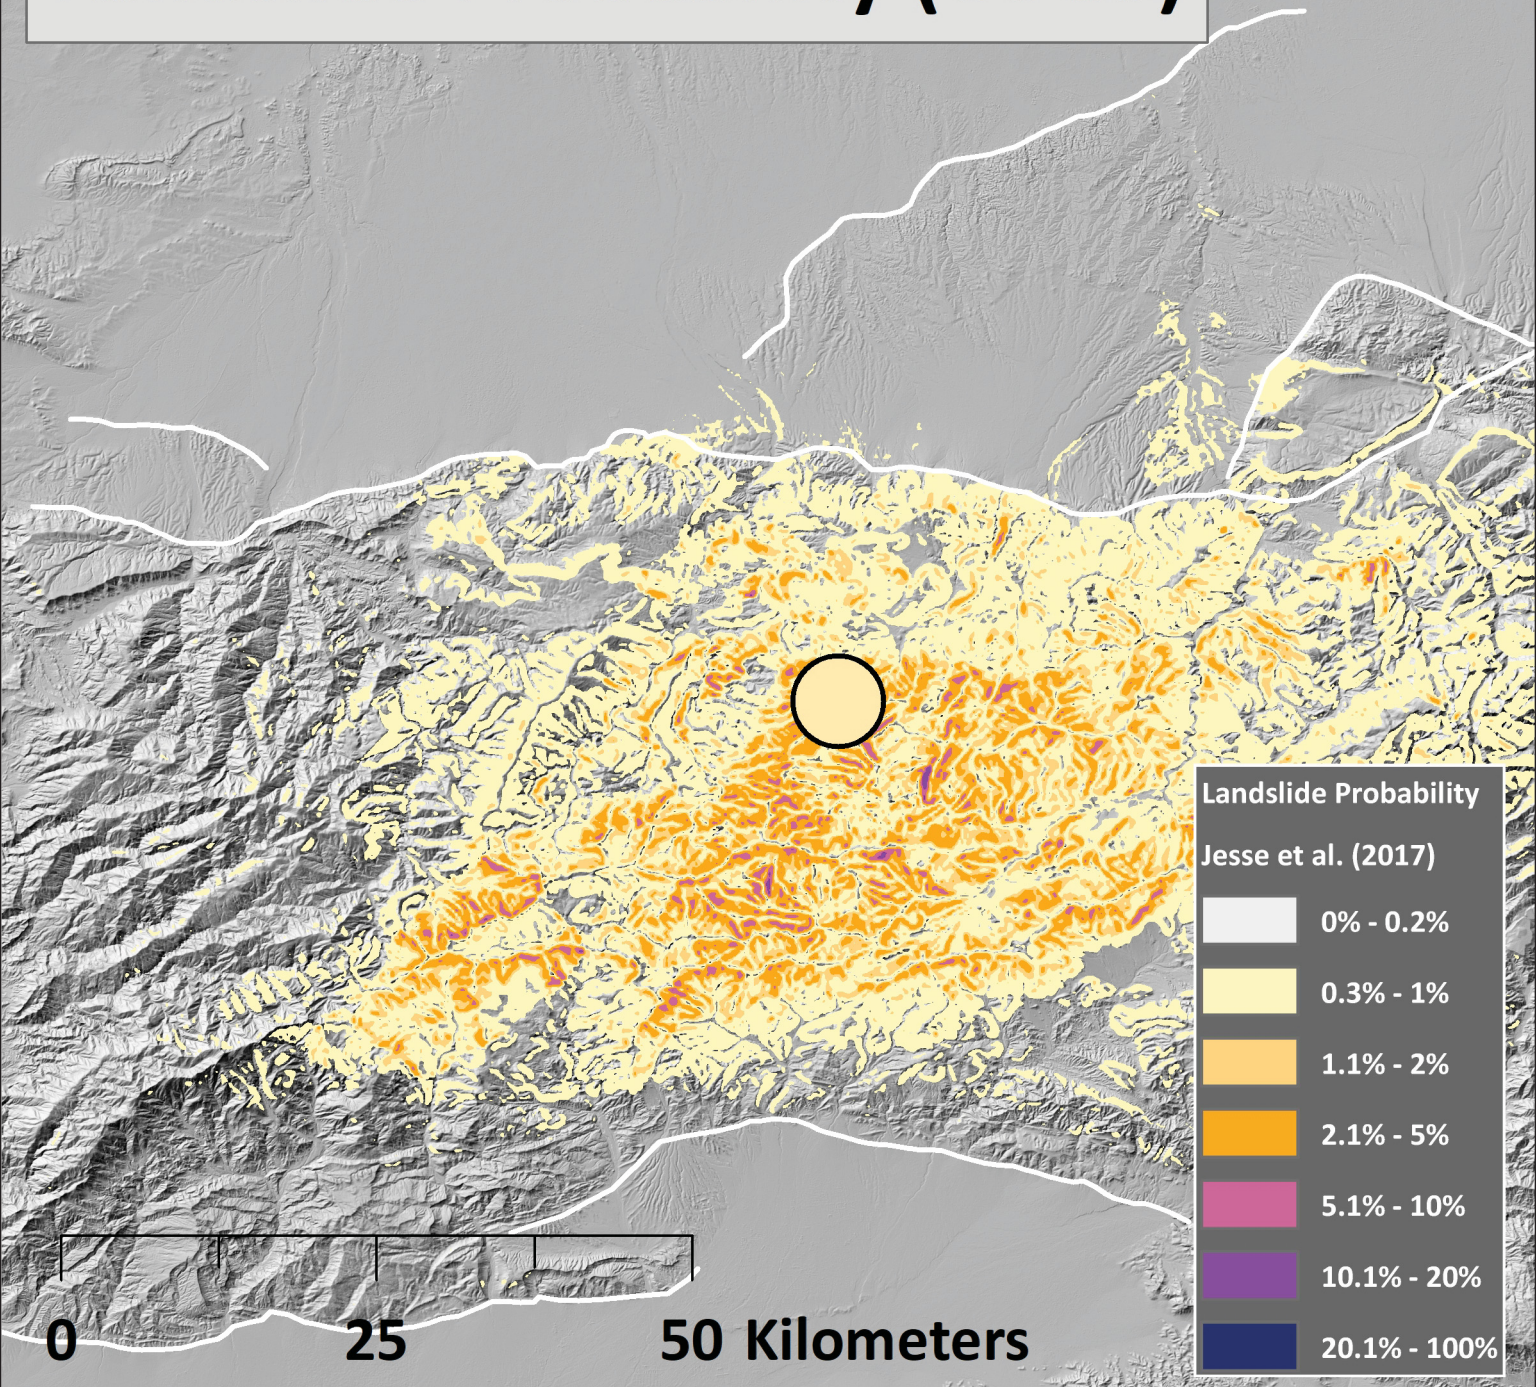 Landslide Probability
Jesse et al. (2017)
0% - 0.2%
0.3% - 1%
1.1% - 2%
2.1% - 5%
5.1% - 10%
10.1% - 20%
20.1% - 100%
0 25 50 Kilometers